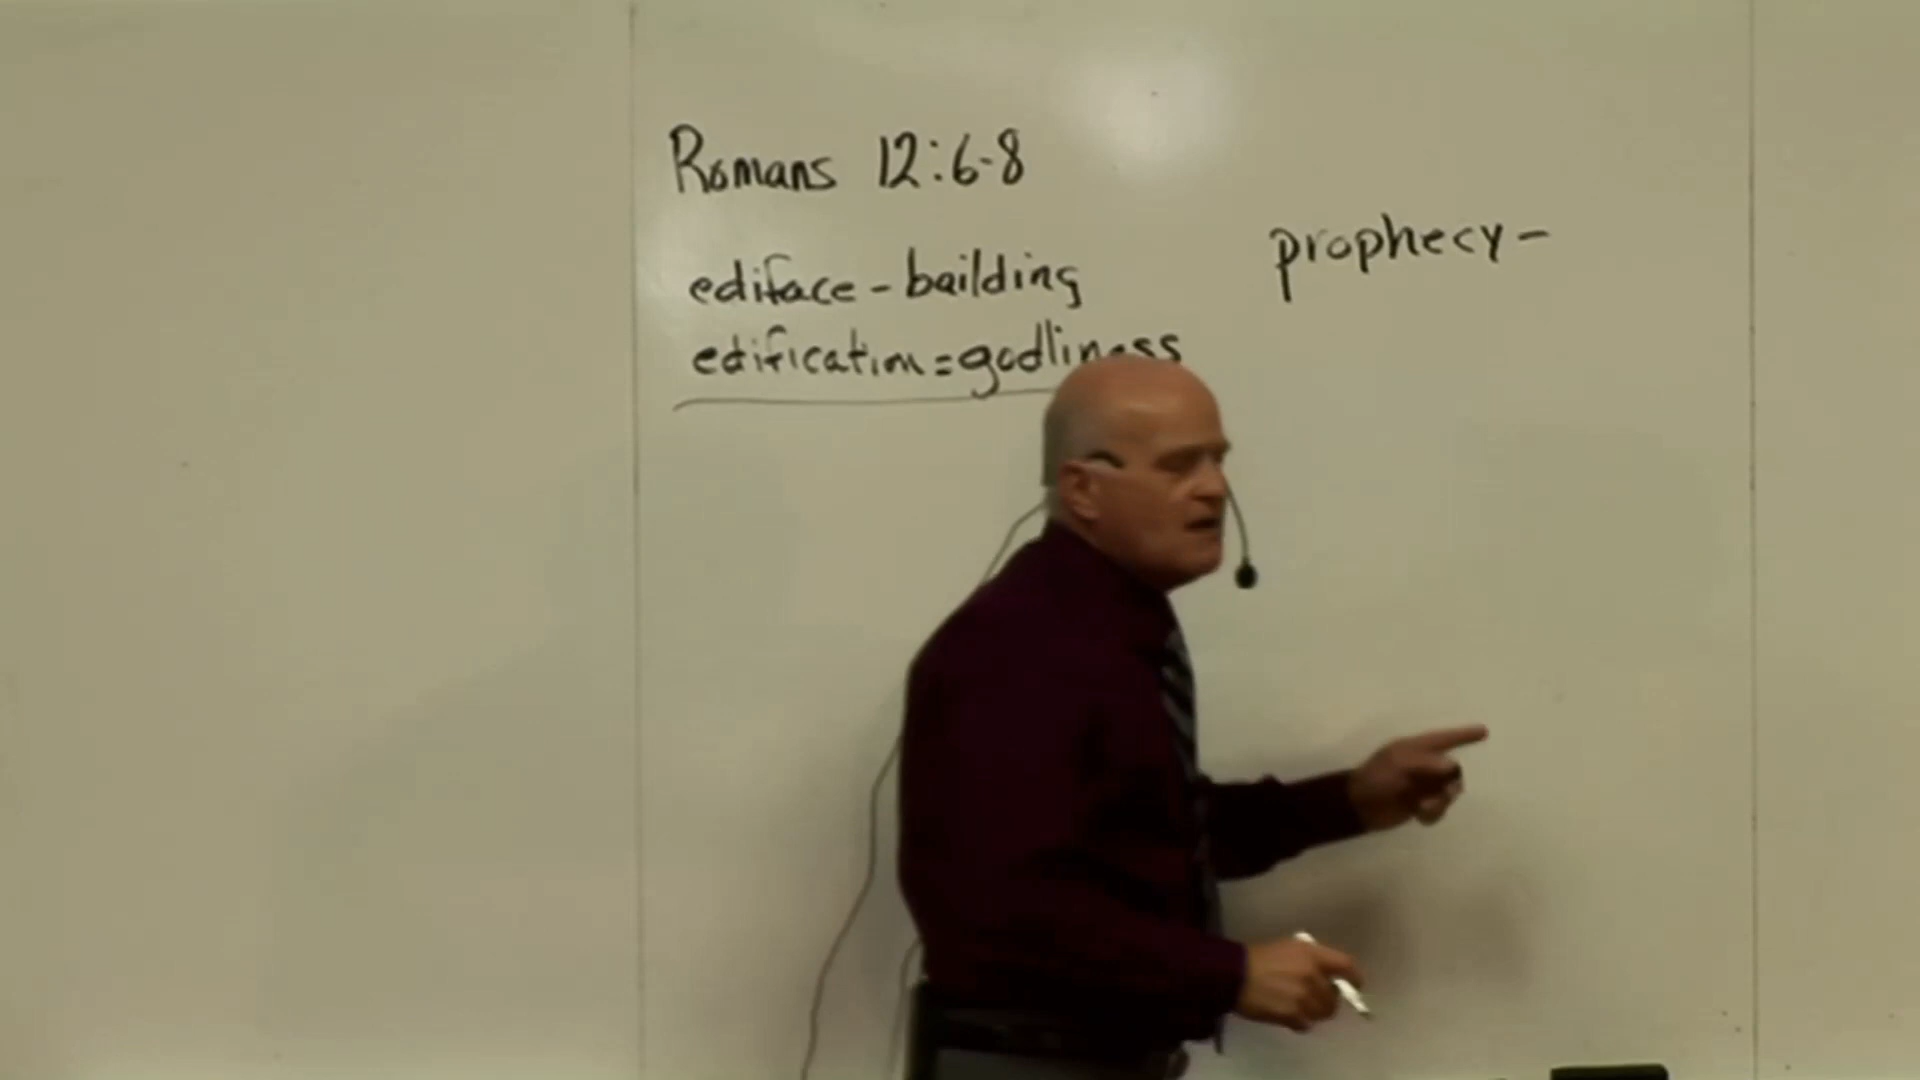 Romans 12:6-8
ediface - building
edification = godliness
prophecy -